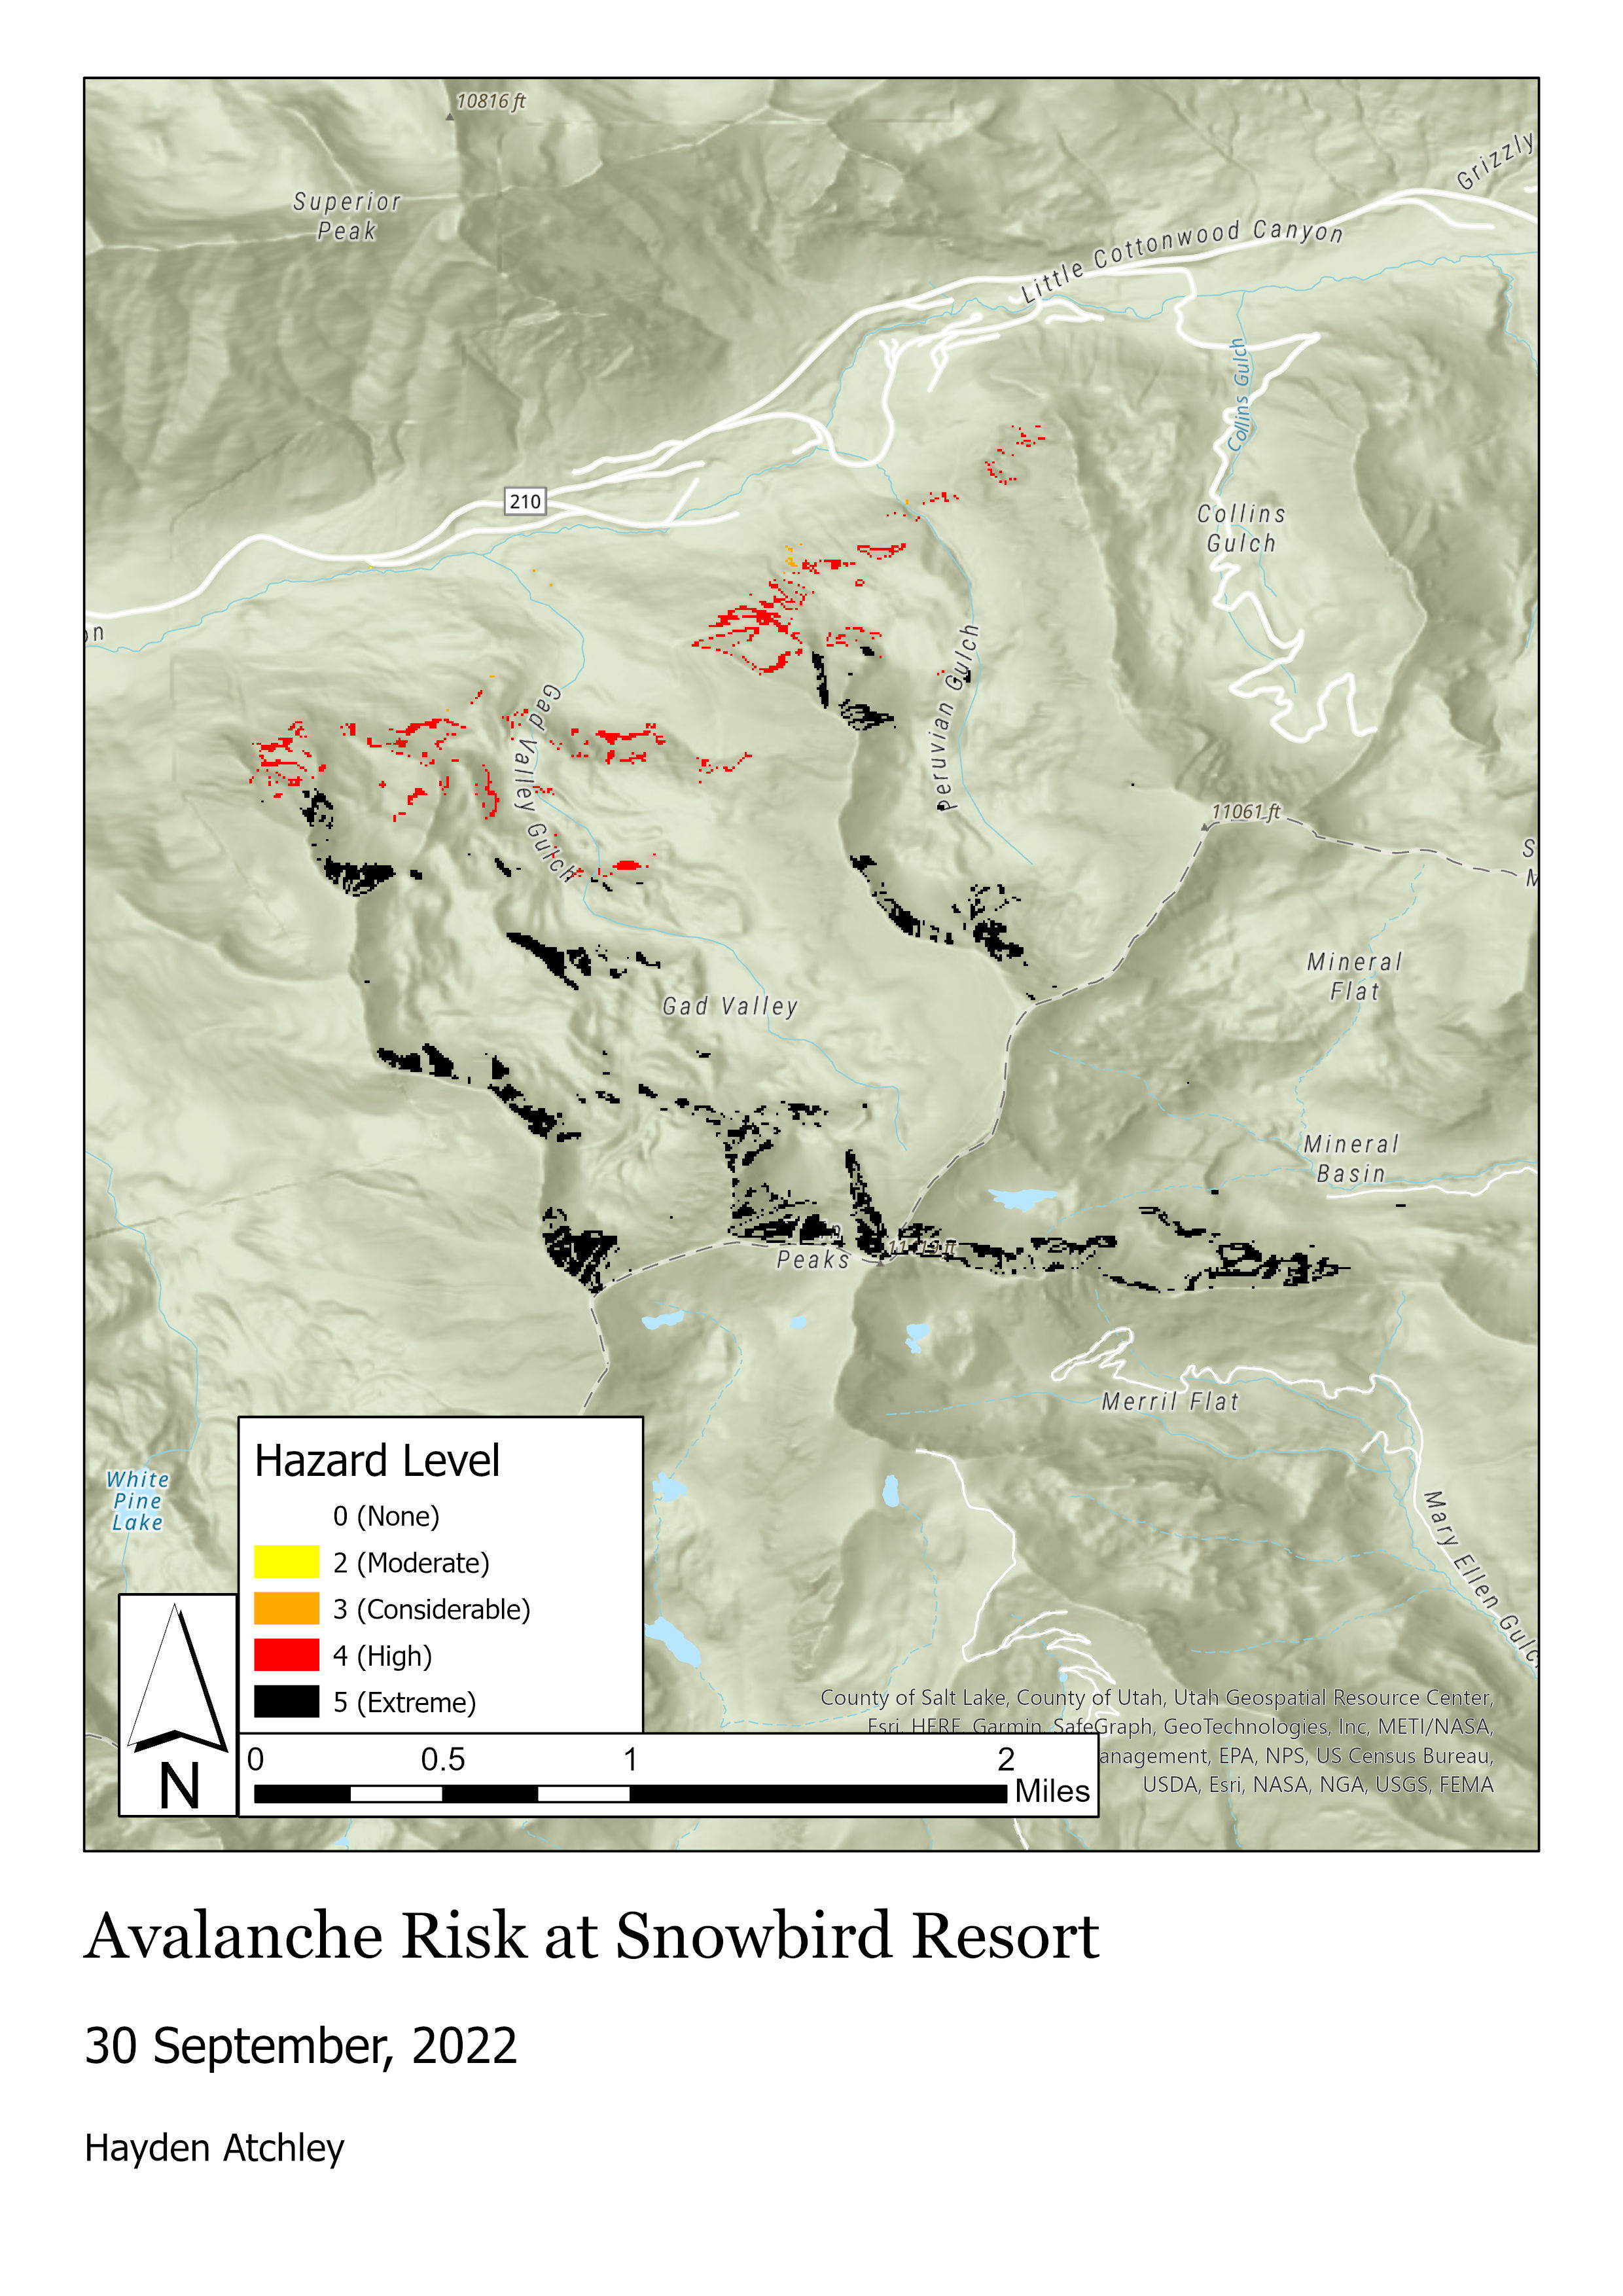 10816 ft
Superior
Peak
Grizzly
Little Cottonwood Canyon
Collins Gulch
210
Collins
Gulch
Peruvian Gulch
Gad Valley Gulch
11061 ft
S
M
Mineral
Flat
Gad Valley
Mineral
Basin
Peaks
Merril Flat
White
Pine
Lake
Mary Ellen Gulc
Hazard Level
0 (None)
2 (Moderate)
3 (Considerable)
4 (High)
5 (Extreme)
N
0 0.5 1 2
Miles
County of Salt Lake, County of Utah, Utah Geospatial Resource Center,
Esri, HERE, Garmin, SafeGraph, GeoTechnologies, Inc, METI/NASA,
anagement, EPA, NPS, US Census Bureau,
USDA, Esri, NASA, NGA, USGS, FEMA
Avalanche Risk at Snowbird Resort
30 September, 2022
Hayden Atchley